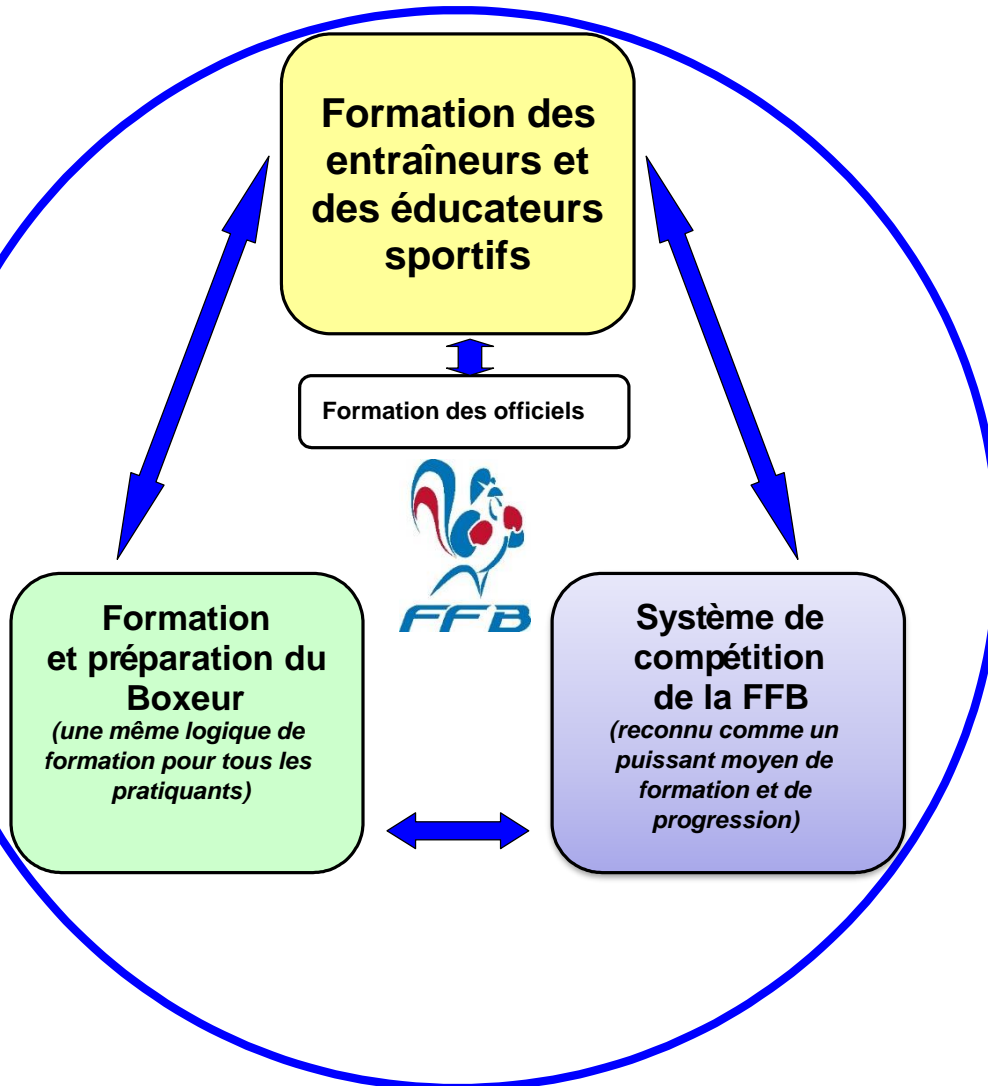 Formation des
entraîneurs et
des éducateurs
sportifs
Formation des officiels
FFB
Formation
et préparation du
Boxeur
(une même logique de
formation pour tous les
pratiquants)
Système de
compétition
de la FFB
(reconnu comme un
puissant moyen de
formation et de
progression)